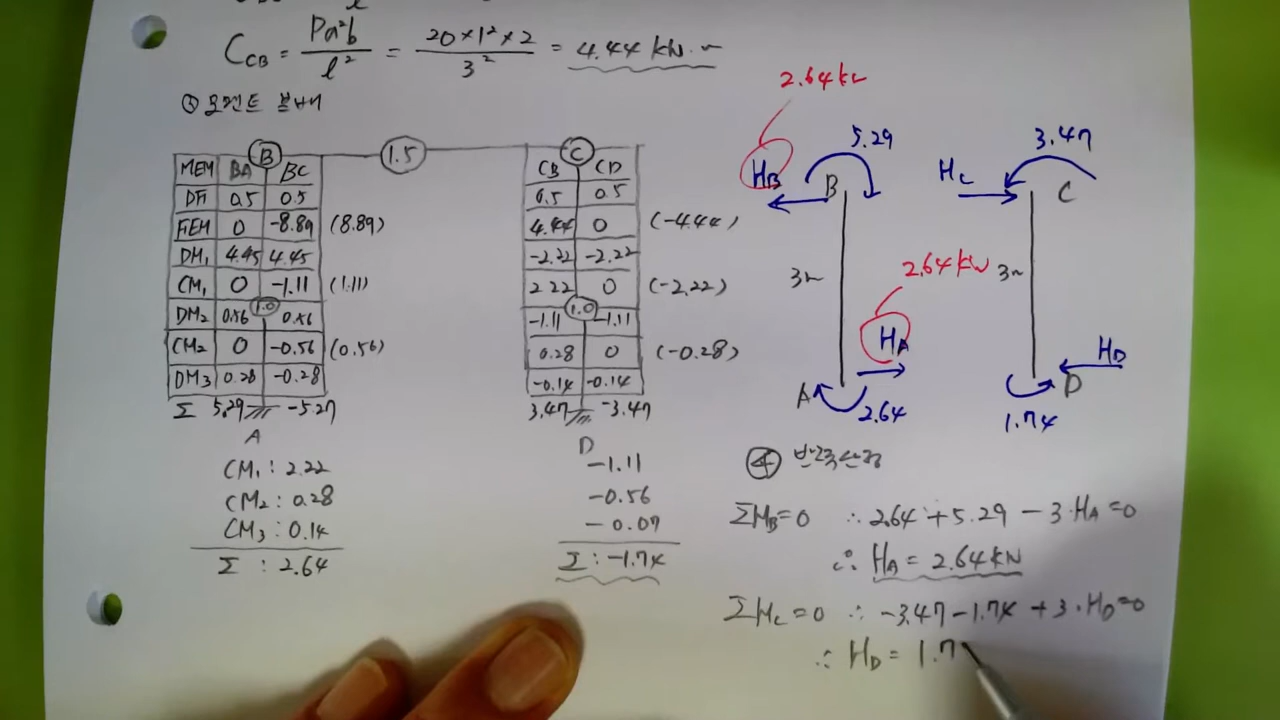 C_CB = Pa²b / l² = 20×1²×2 / 3² = 4.44 kN·m
③ 모멘트 분배
B 1.5 C
MEM BA BC
DF 0.5 0.5
FEM 0 -8.89 (8.89)
DM₁ 4.45 4.45
CM₁ 0 -1.11 (1.11)
1.0
DM₂ 0.56 0.56
CM₂ 0 -0.56 (0.56)
DM₃ 0.28 -0.28
Σ 5.29 -5.27
A
CM₁ : 2.22
CM₂ : 0.28
CM₃ : 0.14
Σ : 2.64
CB CD
0.5 0.5
4.44 0 (-4.44)
-2.22 -2.22
2.22 0 (-2.22)
1.0
-1.11 -1.11
0.28 0 (-0.28)
-0.14 -0.14
3.47 -3.47
D
-1.11
-0.56
-0.07
Σ : -1.74
2.64 kN
H_B
5.29
B
3m
2.64 kN
H_A
A
2.64
3.47
H_C
C
3m
H_D
D
1.74
④ 반력산정
ΣM_B=0 ∴ 2.64 + 5.29 - 3·H_A = 0
∴ H_A = 2.64 kN
ΣM_C=0 ∴ -3.47 - 1.74 + 3·H_D = 0
∴ H_D = 1.7